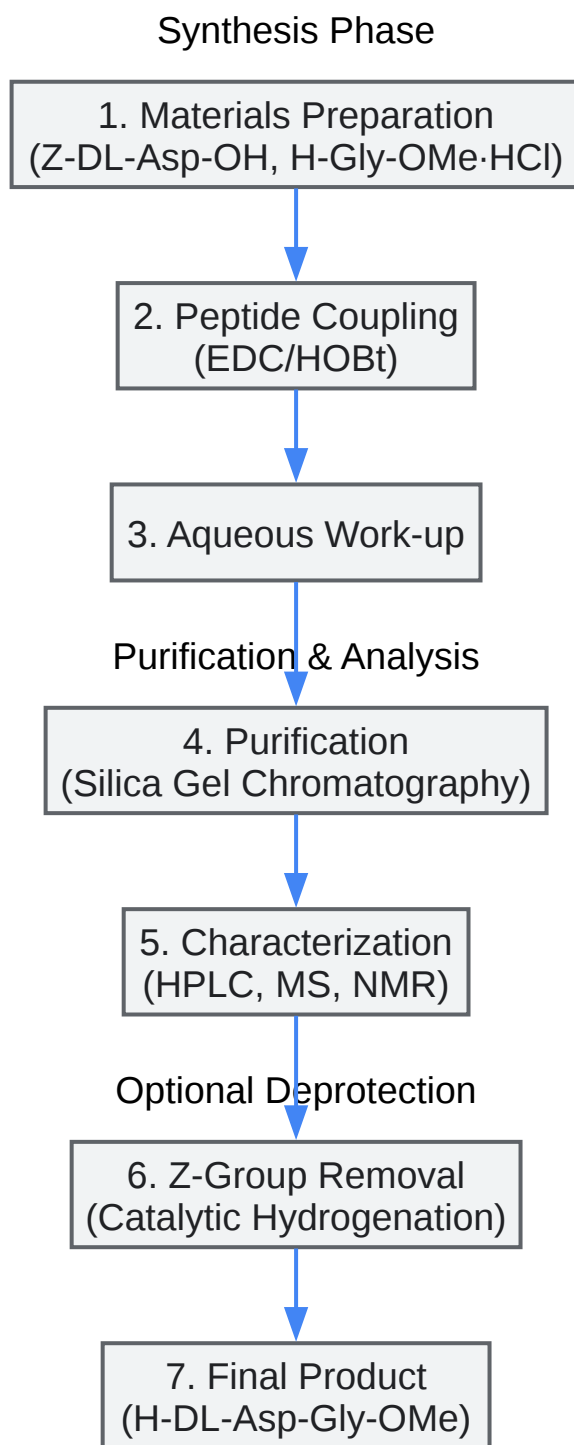 Synthesis Phase
1. Materials Preparation
(Z-DL-Asp-OH, H-Gly-OMe·HCl)
2. Peptide Coupling
(EDC/HOBt)
3. Aqueous Work-up
Purification & Analysis
4. Purification
(Silica Gel Chromatography)
5. Characterization
(HPLC, MS, NMR)
Optional Deprotection
6. Z-Group Removal
(Catalytic Hydrogenation)
7. Final Product
(H-DL-Asp-Gly-OMe)